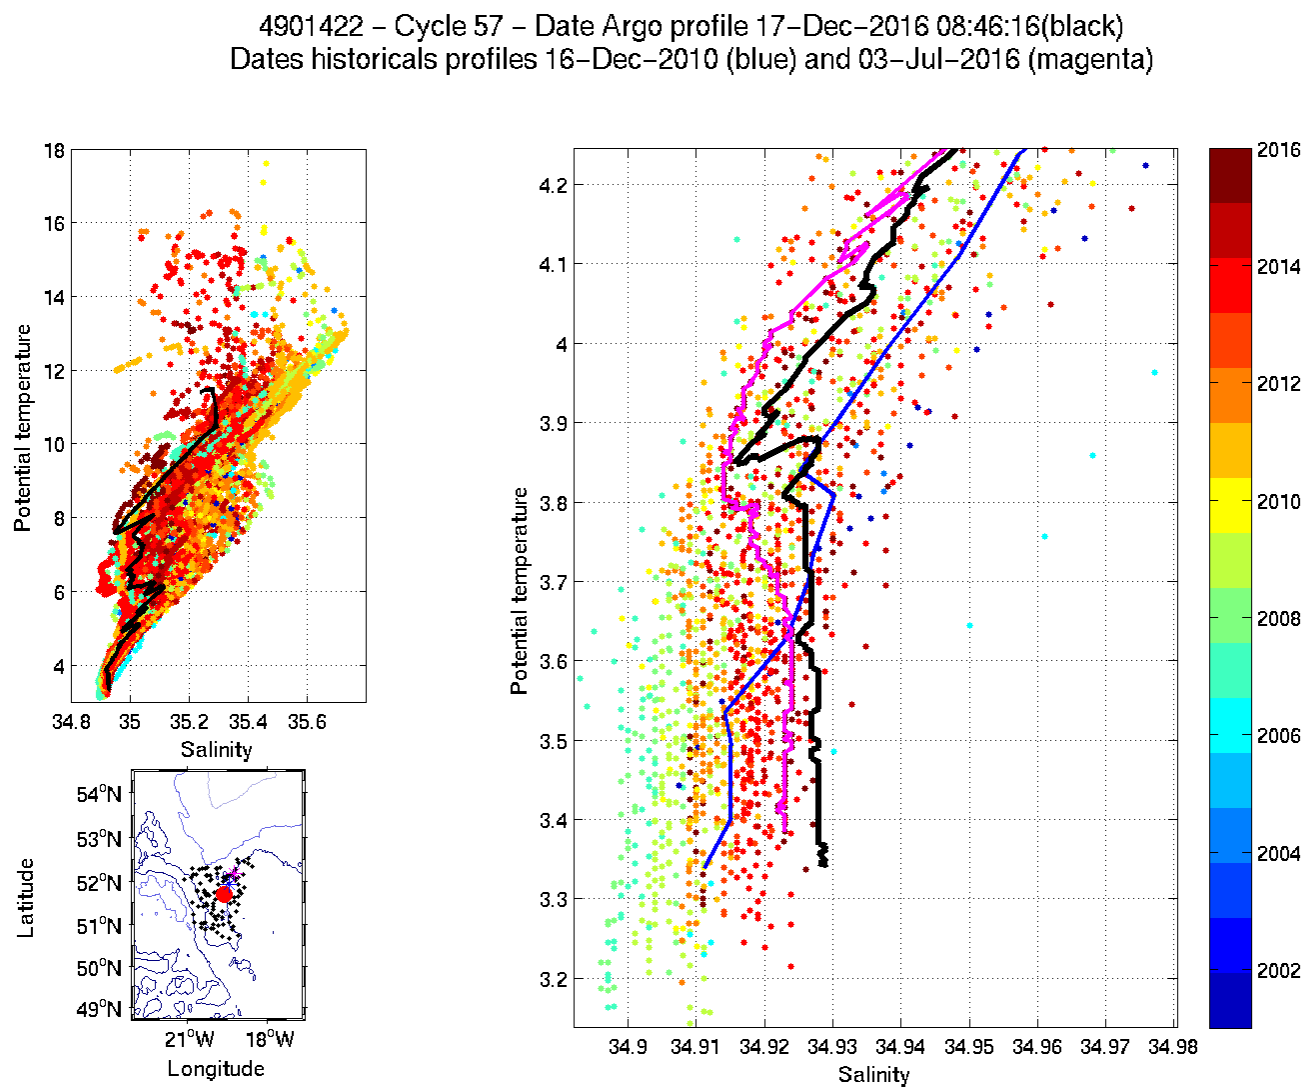 4901422 − Cycle 57 − Date Argo profile 17−Dec−2016 08:46:16(black)
Dates historicals profiles 16−Dec−2010 (blue) and 03−Jul−2016 (magenta)
18
16
14
12
10
8
6
4
34.8 35 35.2 35.4 35.6
Salinity
Potential temperature
54°N
53°N
52°N
51°N
50°N
49°N
21°W 18°W
Longitude
Latitude
4.2
4.1
4
3.9
3.8
3.7
3.6
3.5
3.4
3.3
3.2
34.9 34.91 34.92 34.93 34.94 34.95 34.96 34.97 34.98
Salinity
Potential temperature
2016
2014
2012
2010
2008
2006
2004
2002